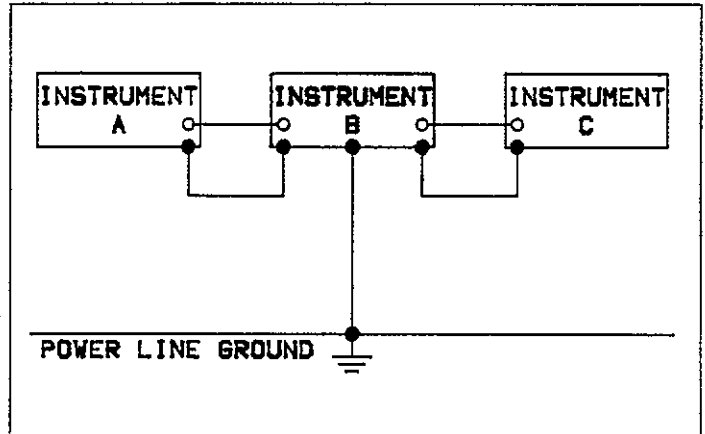 INSTRUMENT
A
INSTRUMENT
B
INSTRUMENT
C
POWER LINE GROUND